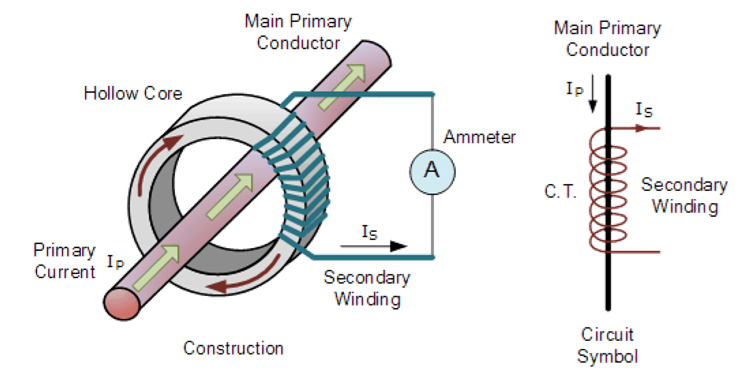 Main Primary
Conductor
Hollow Core
Ammeter
A
Is
Primary
Current Ip
Secondary
Winding
Construction
Main Primary
Conductor
Ip
Is
C.T.
Secondary
Winding
Circuit
Symbol